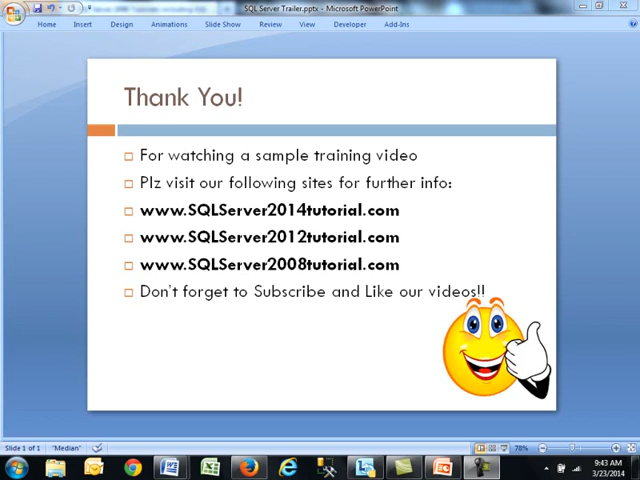 SQL Server Trailer.pptx - Microsoft PowerPoint
Home Insert Design Animations Slide Show Review View Developer Add-Ins
Thank You!
For watching a sample training video
Plz visit our following sites for further info:
www.SQLServer2014tutorial.com
www.SQLServer2012tutorial.com
www.SQLServer2008tutorial.com
Don't forget to Subscribe and Like our videos!!
Slide 1 of 1 "Median" 78%
9:43 AM
3/23/2014